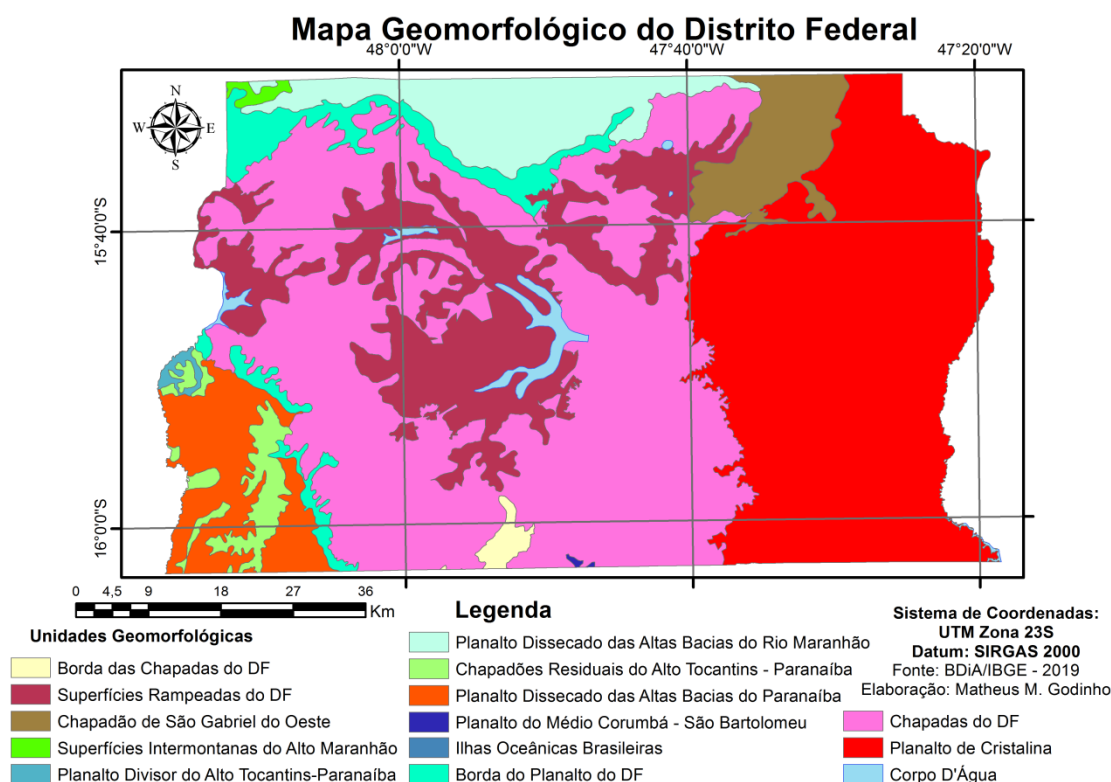 Mapa Geomorfológico do Distrito Federal
48°0'0"W
47°40'0"W
47°20'0"W
N
W
E
S
15°40'0"S
16°0'0"S
0 4,5 9 18 27 36
Km
Legenda
Unidades Geomorfológicas
Borda das Chapadas do DF
Superfícies Rampeadas do DF
Chapadão de São Gabriel do Oeste
Superfícies Intermontanas do Alto Maranhão
Planalto Divisor do Alto Tocantins-Paranaíba
Planalto Dissecado das Altas Bacias do Rio Maranhão
Chapadões Residuais do Alto Tocantins - Paranaíba
Planalto Dissecado das Altas Bacias do Paranaíba
Planalto do Médio Corumbá - São Bartolomeu
Ilhas Oceânicas Brasileiras
Borda do Planalto do DF
Sistema de Coordenadas:
UTM Zona 23S
Datum: SIRGAS 2000
Fonte: BDiA/IBGE - 2019
Elaboração: Matheus M. Godinho
Chapadas do DF
Planalto de Cristalina
Corpo D'Água